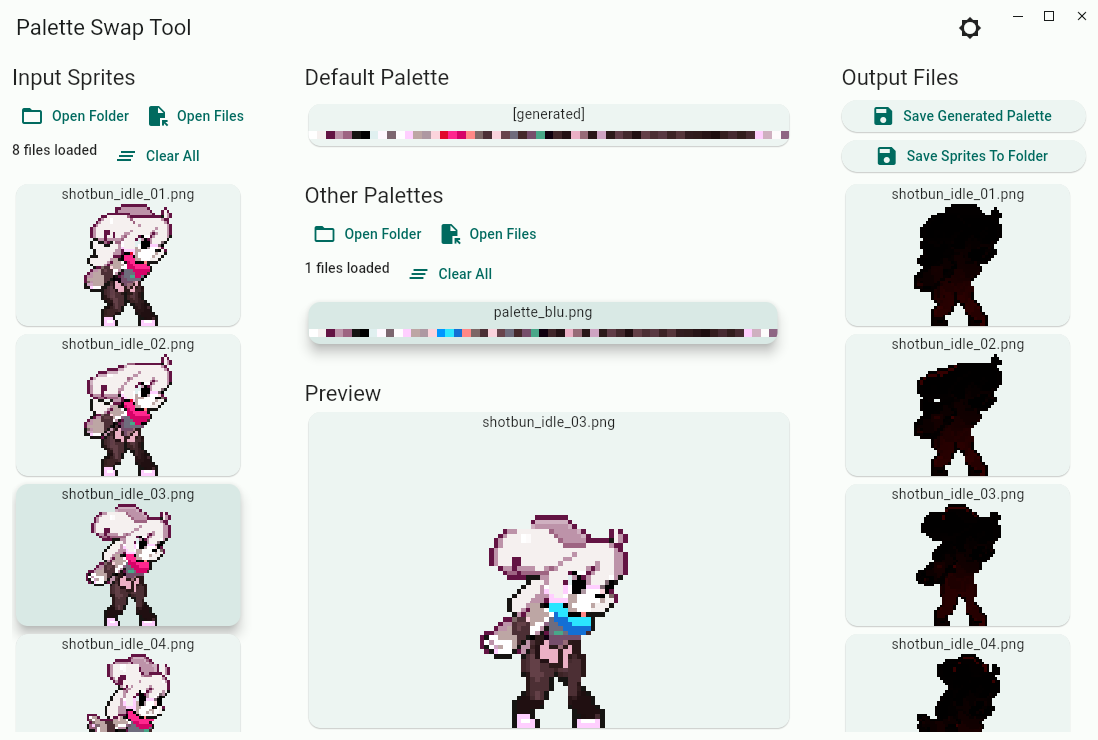 Palette Swap Tool
Input Sprites
Open Folder
Open Files
8 files loaded
Clear All
shotbun_idle_01.png
shotbun_idle_02.png
shotbun_idle_03.png
shotbun_idle_04.png
Default Palette
[generated]
Other Palettes
Open Folder
Open Files
1 files loaded
Clear All
palette_blu.png
Preview
shotbun_idle_03.png
Output Files
Save Generated Palette
Save Sprites To Folder
shotbun_idle_01.png
shotbun_idle_02.png
shotbun_idle_03.png
shotbun_idle_04.png